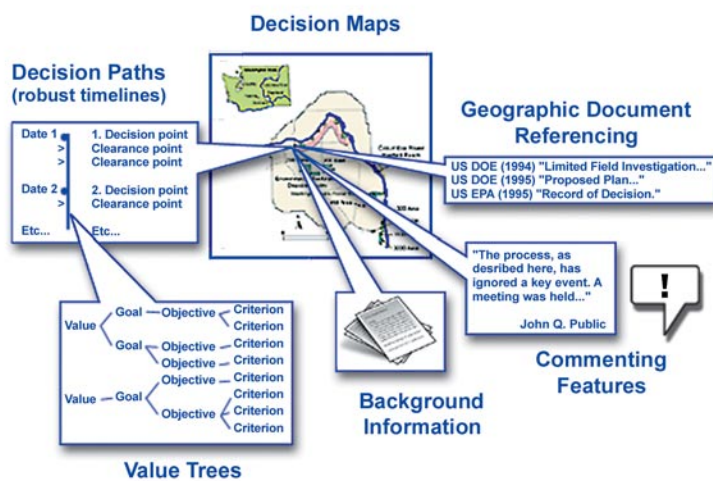 Decision Maps
Decision Paths
(robust timelines)
Date 1
1. Decision point
> Clearance point
> Clearance point
Date 2
2. Decision point
> Clearance point
Etc...
Etc...
Geographic Document
Referencing
US DOE (1994) "Limited Field Investigation..."
US DOE (1995) "Proposed Plan..."
US EPA (1995) "Record of Decision."
"The process, as
desribed here, has
ignored a key event. A
meeting was held..."
John Q. Public
!
Commenting
Features
Background
Information
Value
Goal
Objective
Criterion
Criterion
Goal
Objective
Criterion
Objective
Criterion
Value
Goal
Objective
Criterion
Objective
Criterion
Criterion
Criterion
Value Trees